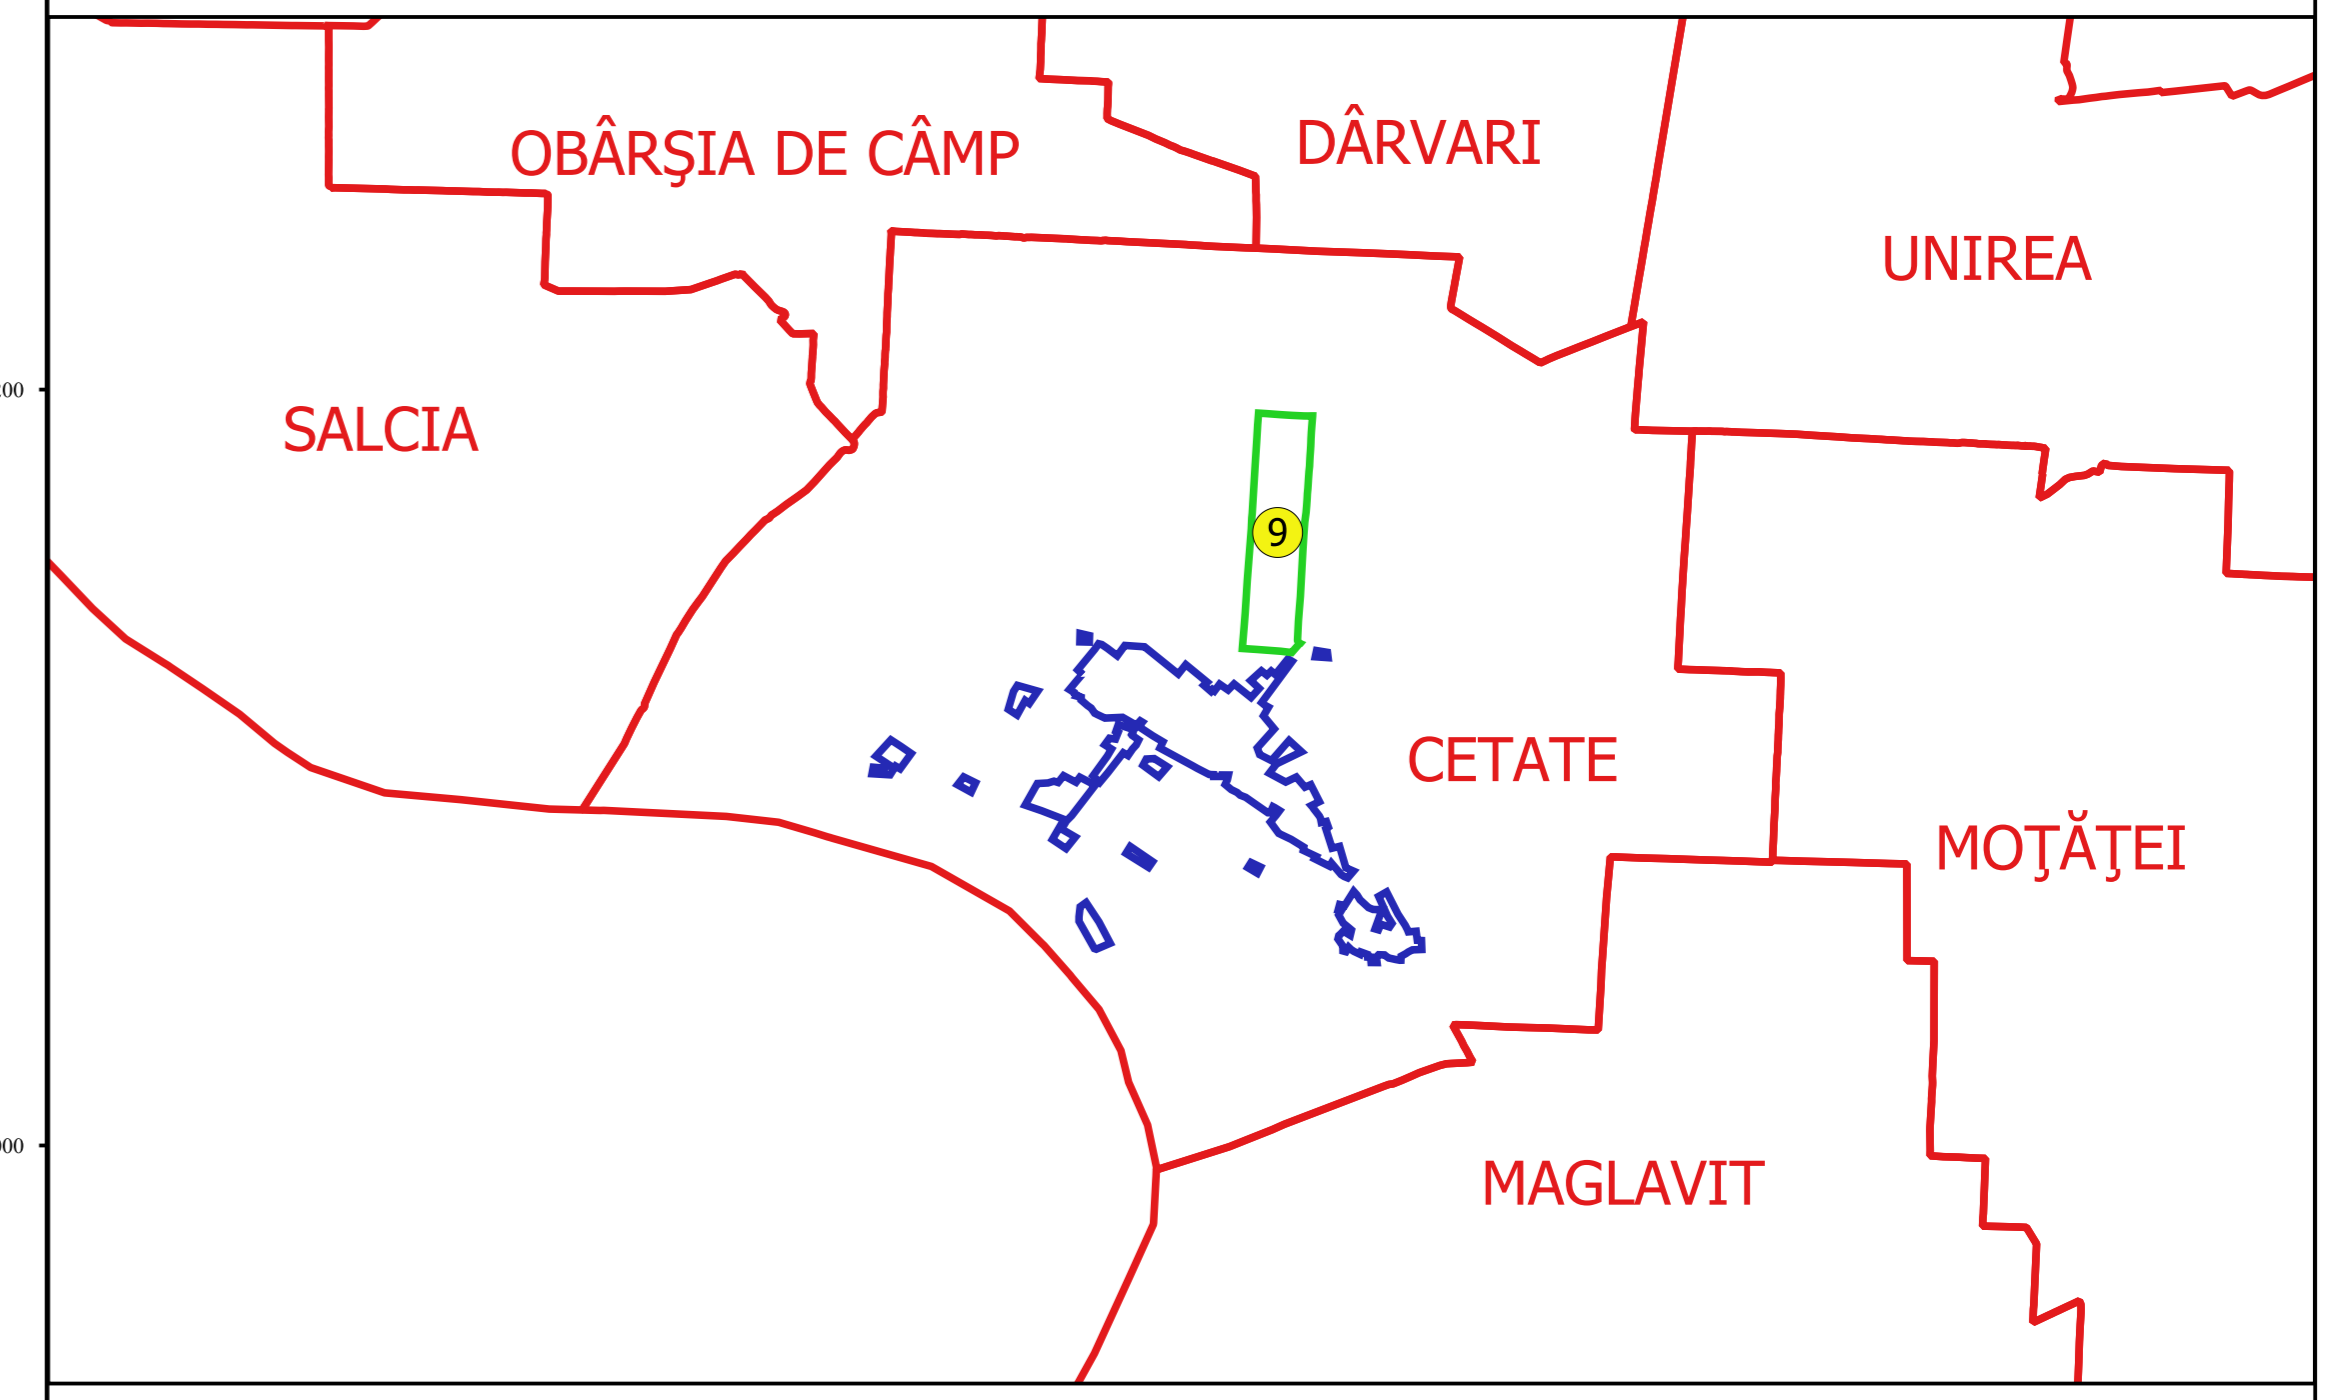 OBÂRŞIA DE CÂMP
DÂRVARI
UNIREA
SALCIA
9
CETATE
MOŢĂŢEI
MAGLAVIT